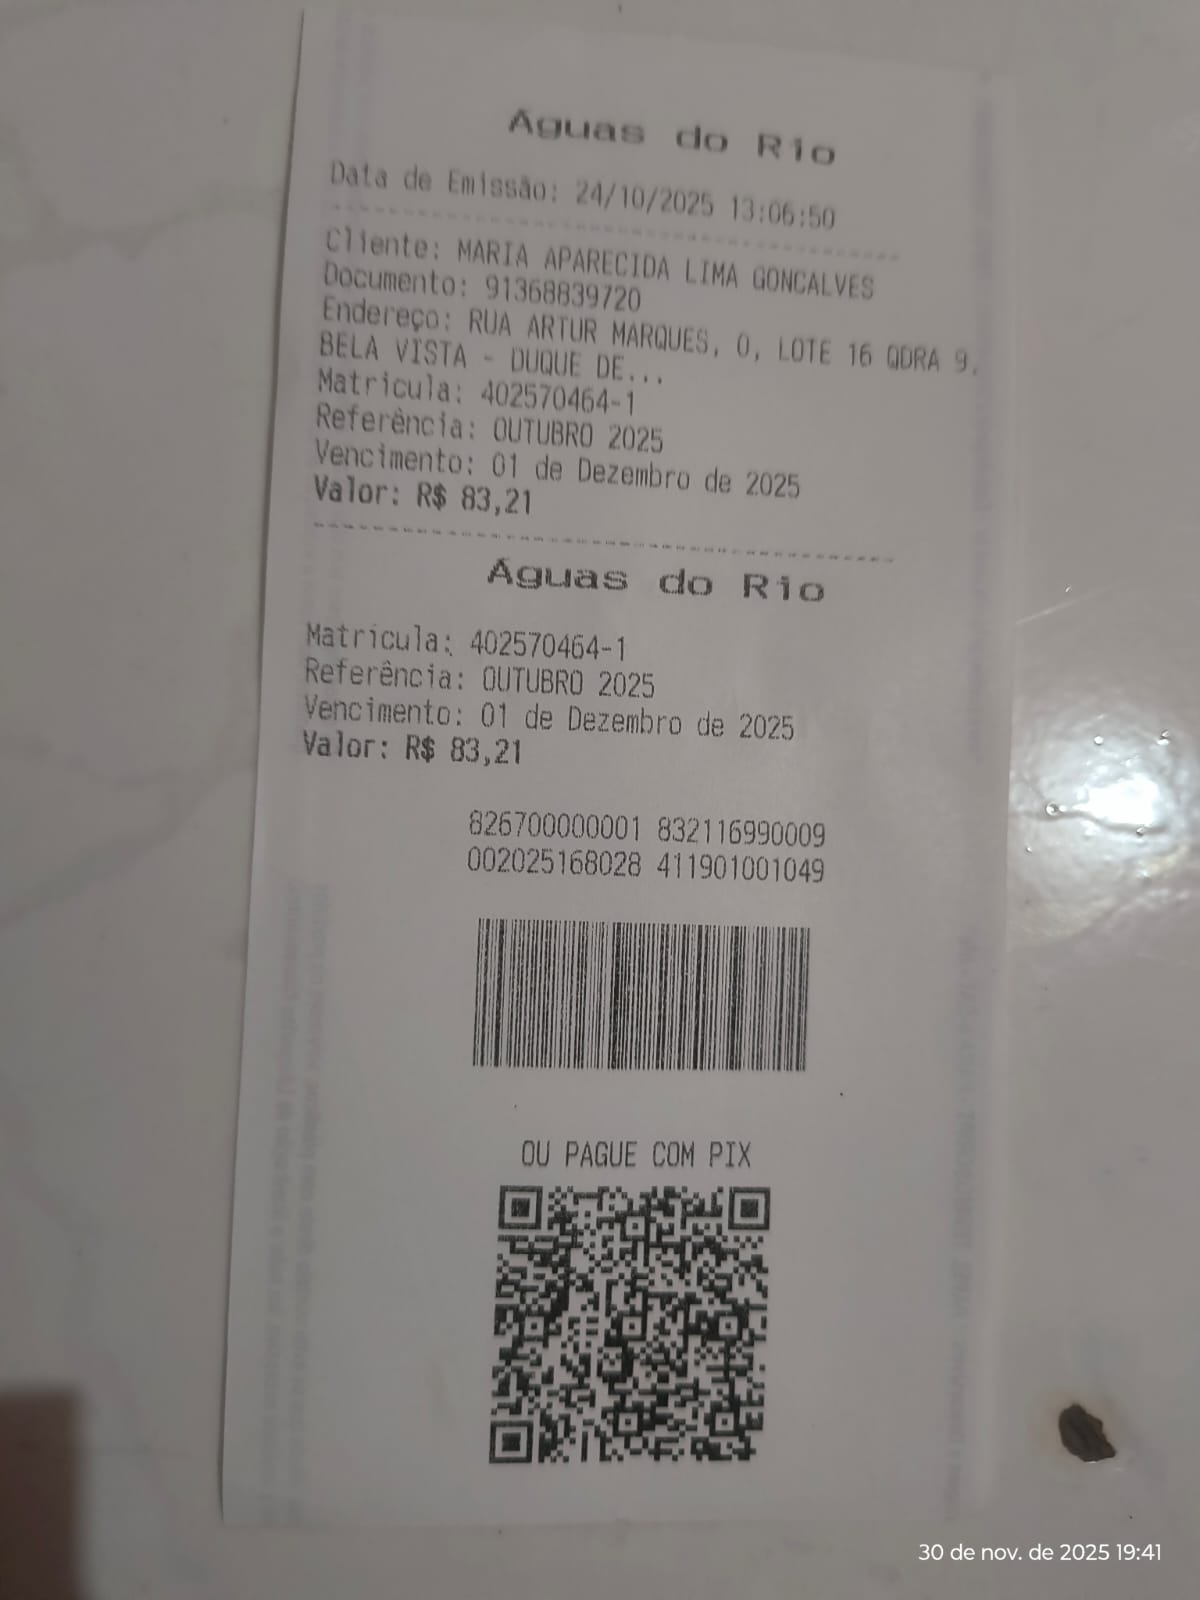 Águas do Rio
Data de Emissão: 24/10/2025 13:06:50
Cliente: MARIA APARECIDA LIMA GONCALVES
Documento: 91368839720
Endereço: RUA ARTUR MARQUES, 0, LOTE 16 QDRA 9,
BELA VISTA - DUQUE DE...
Matrícula: 402570464-1
Referência: OUTUBRO 2025
Vencimento: 01 de Dezembro de 2025
Valor: R$ 83,21
Águas do Rio
Matrícula: 402570464-1
Referência: OUTUBRO 2025
Vencimento: 01 de Dezembro de 2025
Valor: R$ 83,21
826700000001 832116990009
002025168028 411901001049
OU PAGUE COM PIX
30 de nov. de 2025 19:41